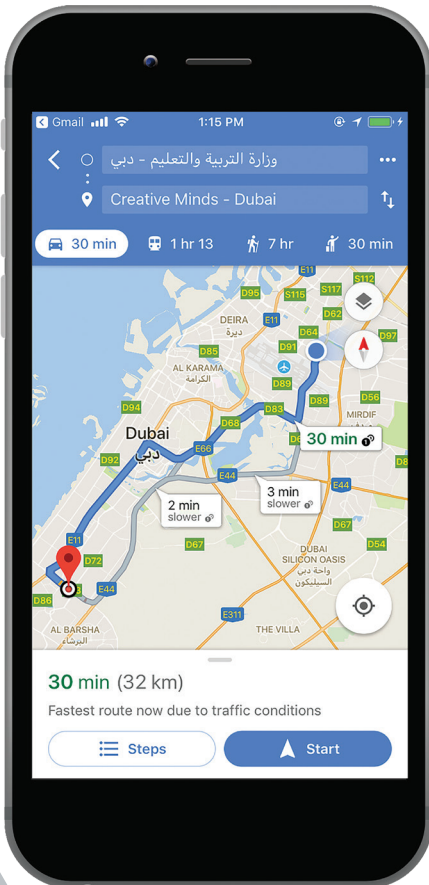 Gmail
1:15 PM
وزارة التربية والتعليم - دبي
Creative Minds - Dubai
30 min
1 hr 13
7 hr
30 min
E11
S112
D95
S115
S117
DEIRA
ديرة
E11
D62
D64
D91
D97
D85
AL KARAMA
الكرامة
D89
D89
D56
D94
D83
MIRDIF
D68
Dubai
دبي
30 min
E66
D92
E44
3 min
slower
2 min
slower
E44
E11
D67
D67
D54
D72
DUBAI
SILICON OASIS
واحة دبي
السيليكون
E44
D86
E311
AL BARSHA
البرشاء
THE VILLA
30 min (32 km)
Fastest route now due to traffic conditions
Steps
Start